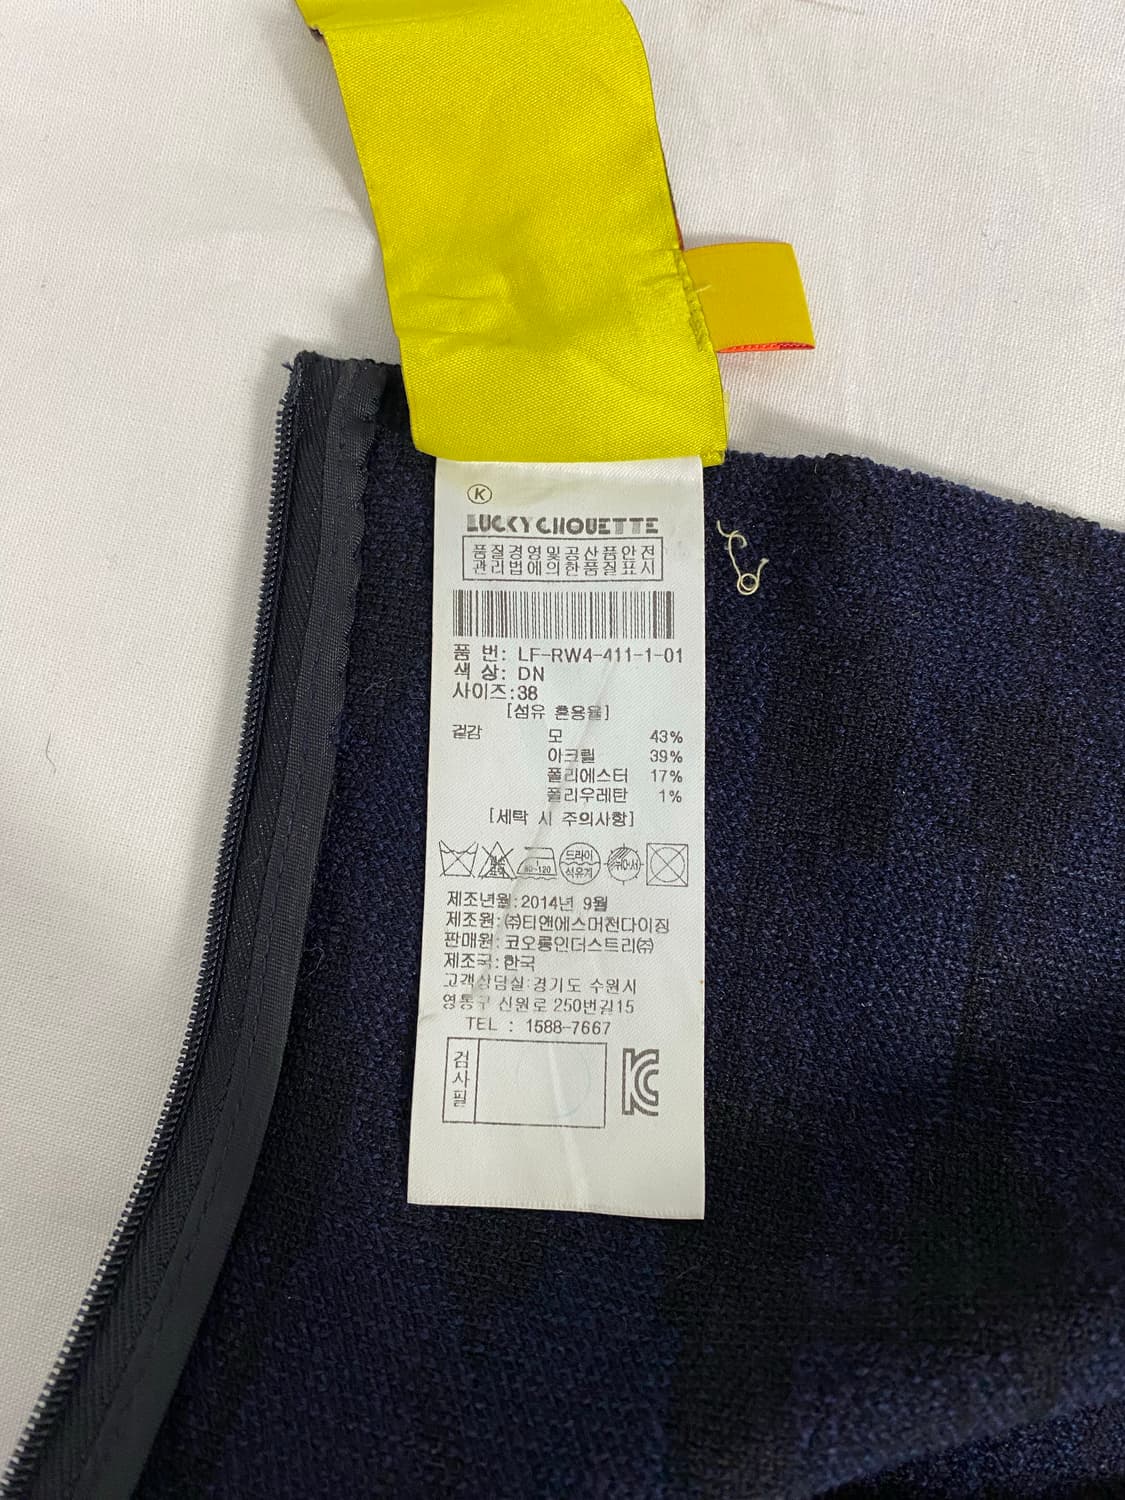 K
LUCKY CHOUETTE
품질경영및공산품안전
관리법에의한품질표시
품 번: LF-RW4-411-1-01
색 상: DN
사이즈:38
[섬유 혼용율]
겉감 모 43%
아크릴 39%
폴리에스터 17%
폴리우레탄 1%
[세탁 시 주의사항]
80~120 드라이
석유계
제조년월:2014년 9월
제조원:㈜티앤에스머천다이징
판매원:코오롱인더스트리㈜
제조국:한국
고객상담실:경기도 수원시
영통구 신원로 250번길15
TEL : 1588-7667
검사필